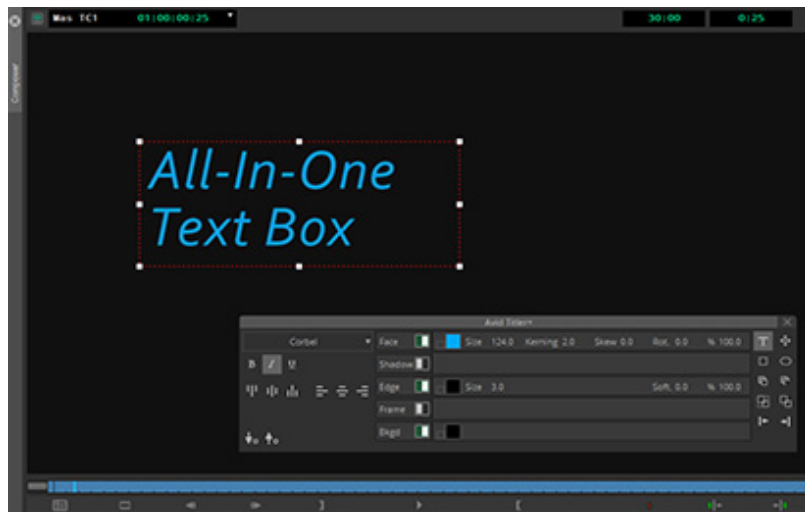 Mas TC1 01:00:00:25 30:00 0:25
Composer
All-In-One
Text Box
Avid Titler+
Corbel Face Size 124.0 Kerning 2.0 Skew 0.0 Rot. 0.0 % 100.0 T
B I U Shadow
Edge Size 3.0 Soft. 0.0 % 100.0
Frame
Bkgd